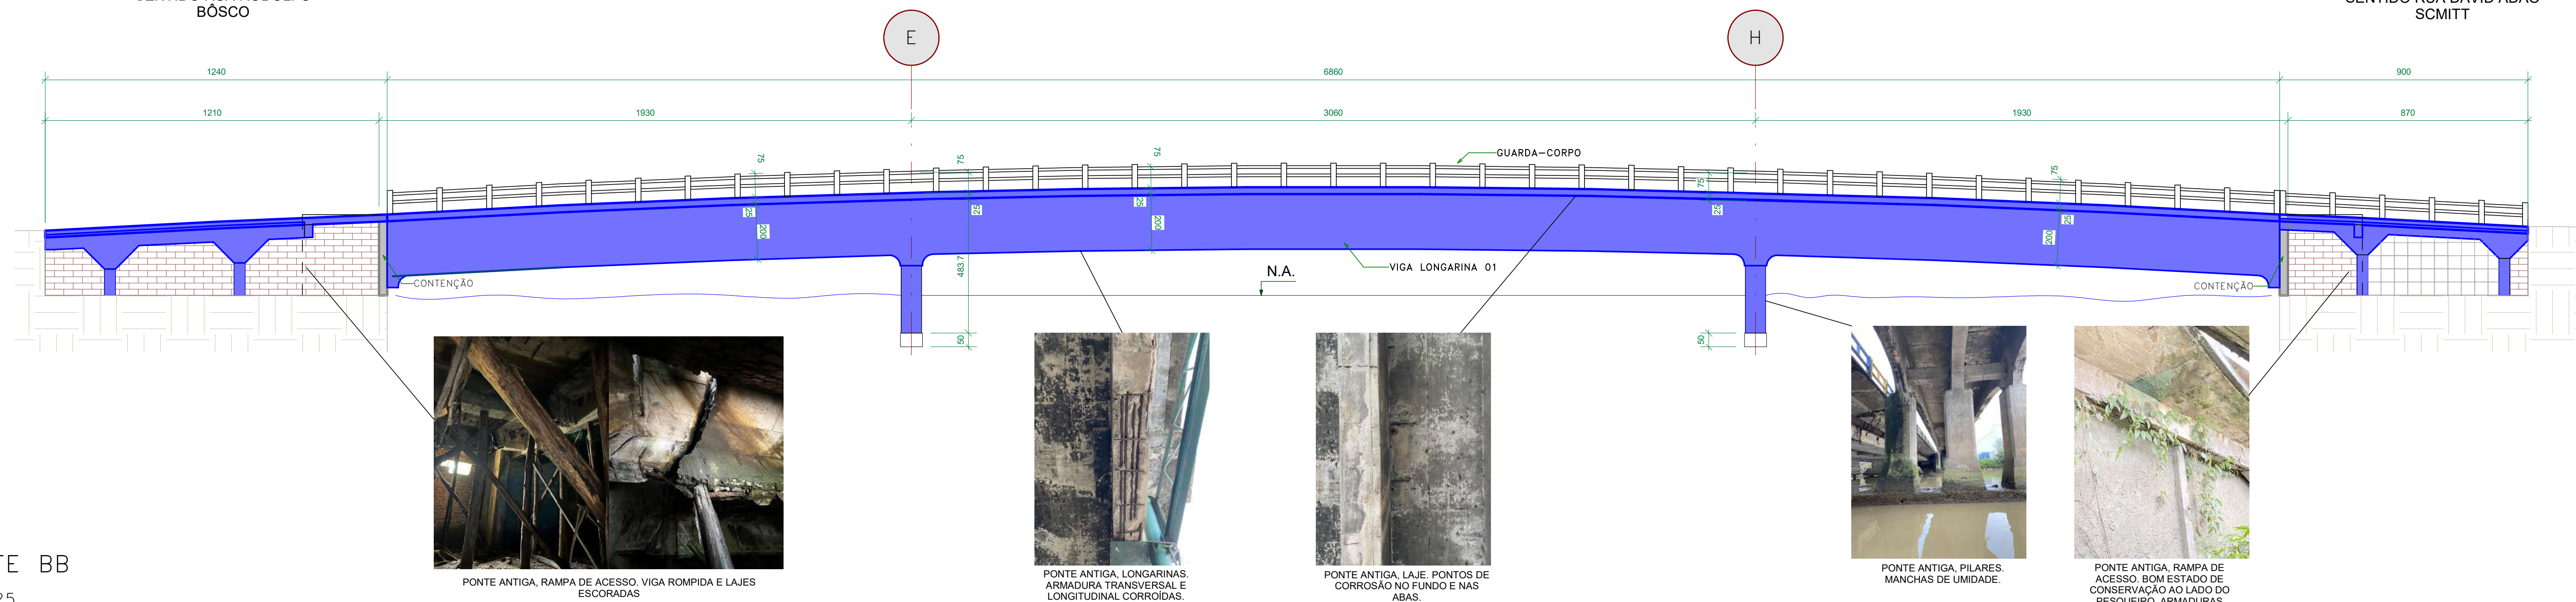 BÔSCO
SCMITT
E
H
1240
6860
900
1210
1930
3060
1930
870
75
75
75
75
75
GUARDA-CORPO
25
200
25
25
200
25
25
200
483.7
VIGA LONGARINA 01
N.A.
CONTENÇÃO
CONTENÇÃO
50
50
PONTE ANTIGA, RAMPA DE ACESSO. VIGA ROMPIDA E LAJES
ESCORADAS
PONTE ANTIGA, LONGARINAS.
ARMADURA TRANSVERSAL E
LONGITUDINAL CORROÍDAS.
PONTE ANTIGA, LAJE. PONTOS DE
CORROSÃO NO FUNDO E NAS
ABAS.
PONTE ANTIGA, PILARES.
MANCHAS DE UMIDADE.
PONTE ANTIGA, RAMPA DE
ACESSO. BOM ESTADO DE
CONSERVAÇÃO AO LADO DO
PESQUEIRO. ARMADURAS
BB